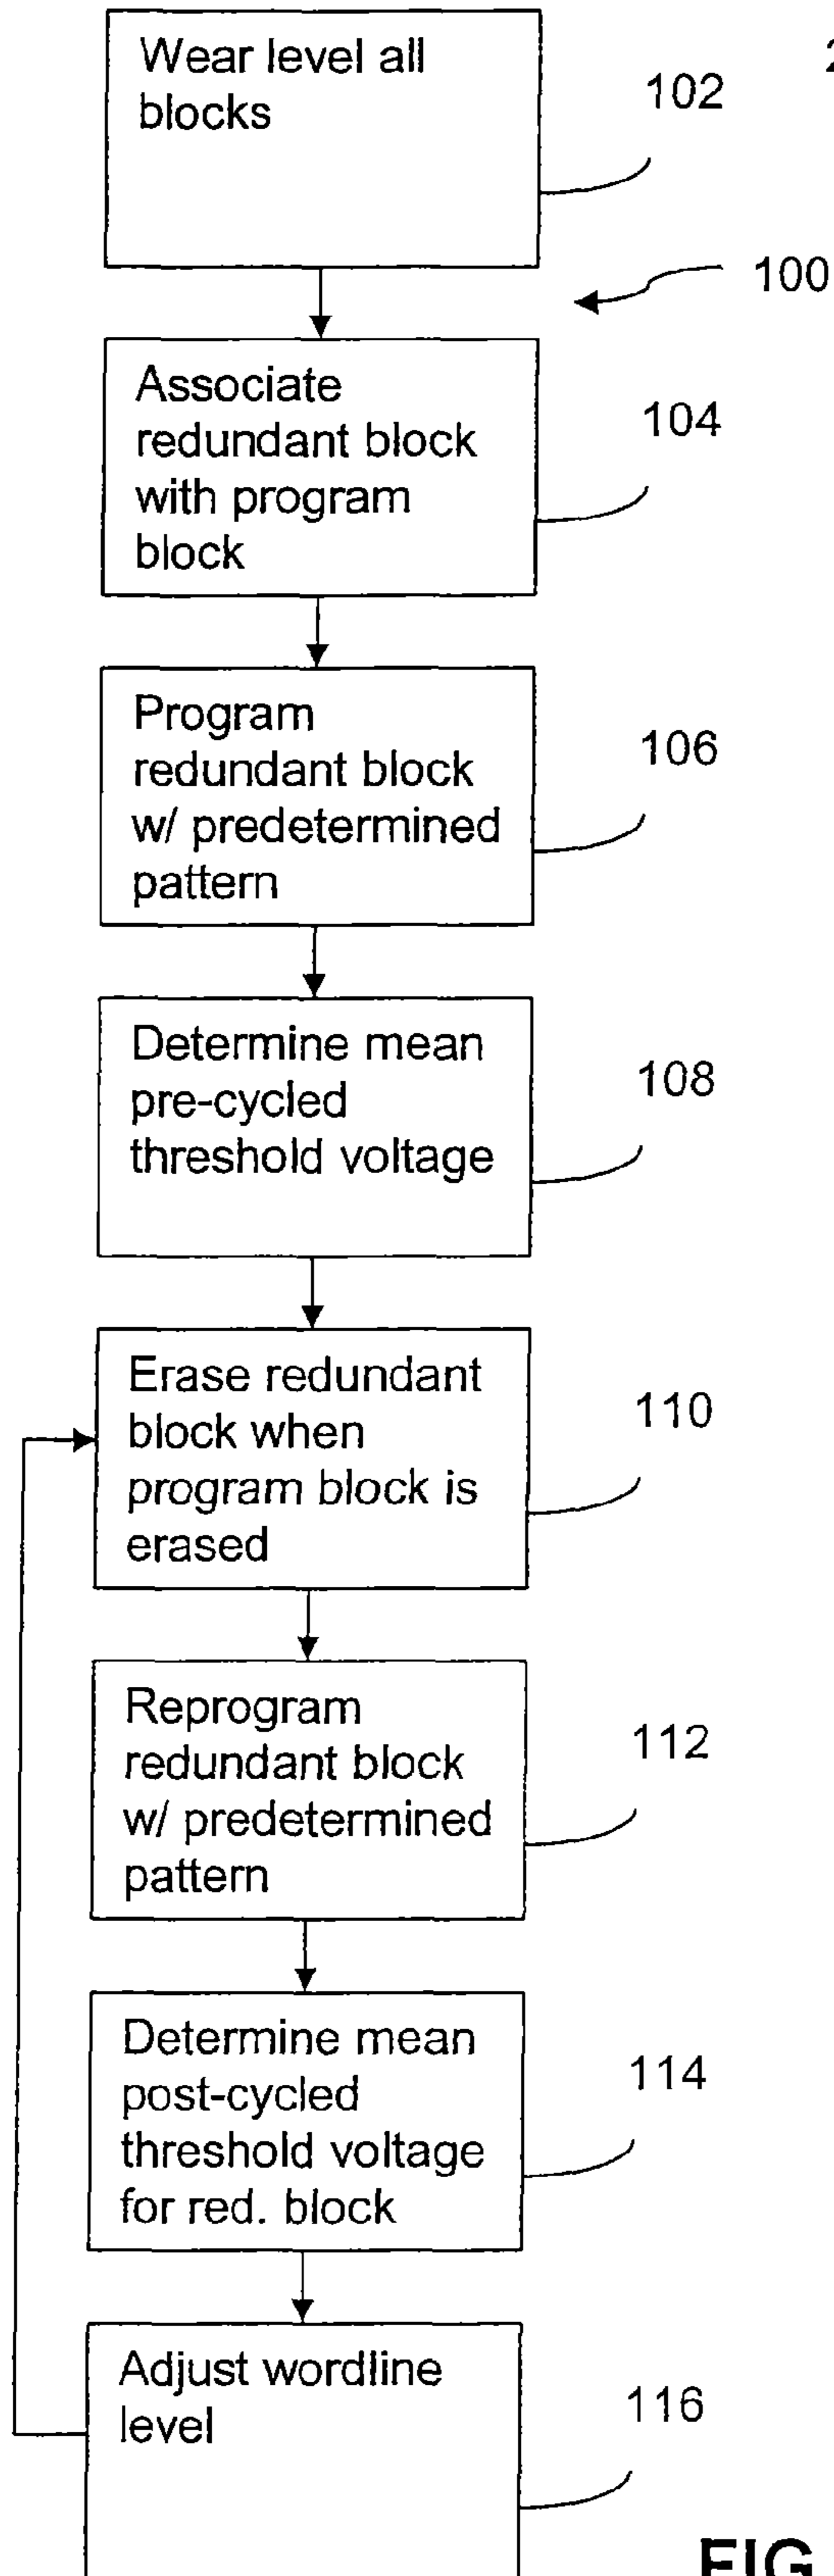 Wear level all
blocks
102
100
Associate
redundant block
with program
block
104
Program
redundant block
w/ predetermined
pattern
106
Determine mean
pre-cycled
threshold voltage
108
Erase redundant
block when
program block is
erased
110
Reprogram
redundant block
w/ predetermined
pattern
112
Determine mean
post-cycled
threshold voltage
for red. block
114
Adjust wordline
level
116
FIG